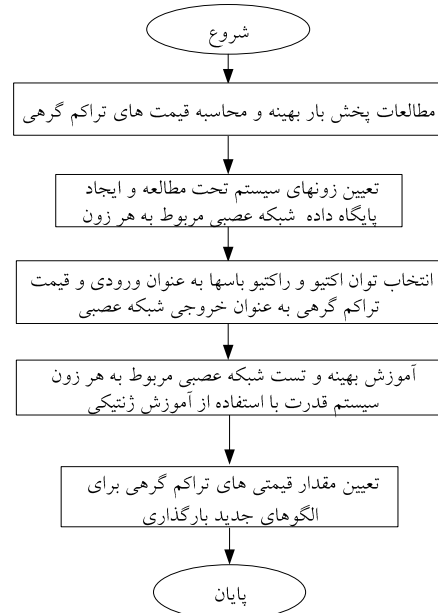 شروع
مطالعات پخش بار بهینه و محاسبه قیمت های تراکم گرهی
تعیین زونهای سیستم تحت مطالعه و ایجاد
پایگاه داده شبکه عصبی مربوط به هر زون
انتخاب توان اکتیو و راکتیو باسها به عنوان ورودی و قیمت
تراکم گرهی به عنوان خروجی شبکه عصبی
آموزش بهینه و تست شبکه عصبی مربوط به هر زون
سیستم قدرت با استفاده از آموزش ژنتیکی
تعیین مقدار قیمتی های تراکم گرهی برای
الگوهای جدید بارگذاری
پایان